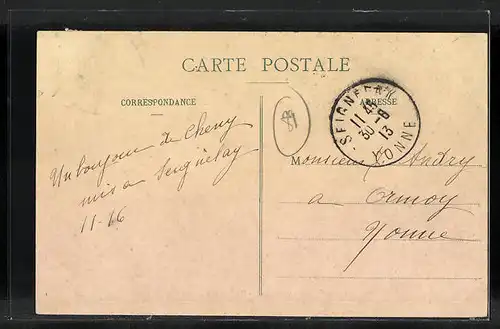 CARTE POSTALE
CORRESPONDANCE
ADRESSE
SEIGNELAY
11 45
30 - 8
13
YONNE
Un bonjour de Cheny
mis a Seignelay
11-16
Monsieur Andry
a Ormoy
Yonne